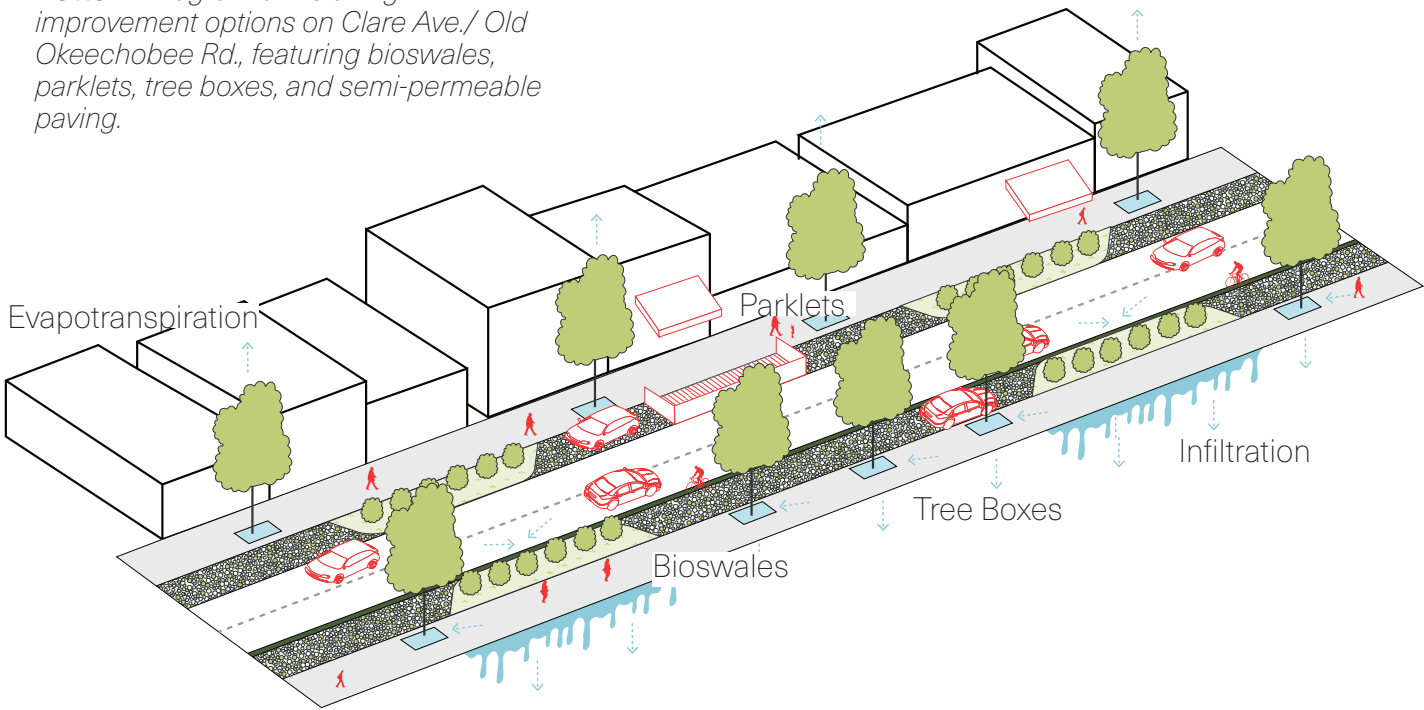 improvement options on Clare Ave./ Old
Okeechobee Rd., featuring bioswales,
parklets, tree boxes, and semi-permeable
paving.
Evapotranspiration
Parklets
Infiltration
Tree Boxes
Bioswales